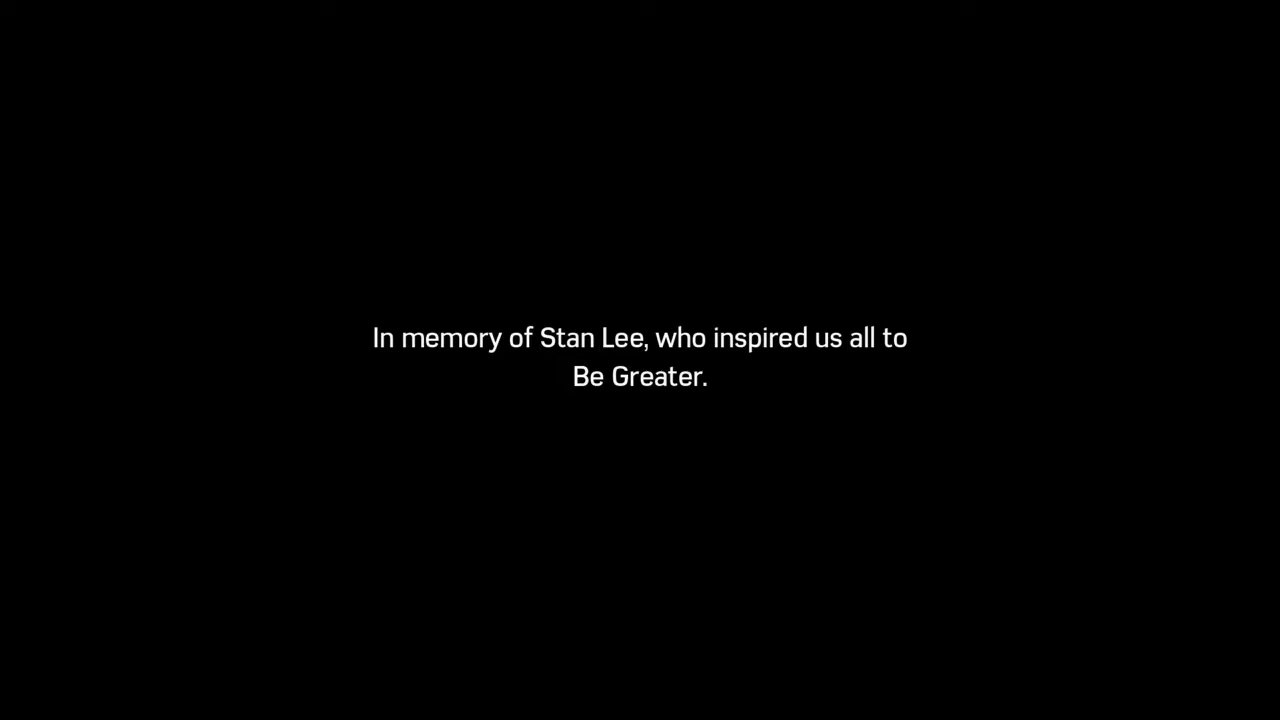 In memory of Stan Lee, who inspired us all to
Be Greater.